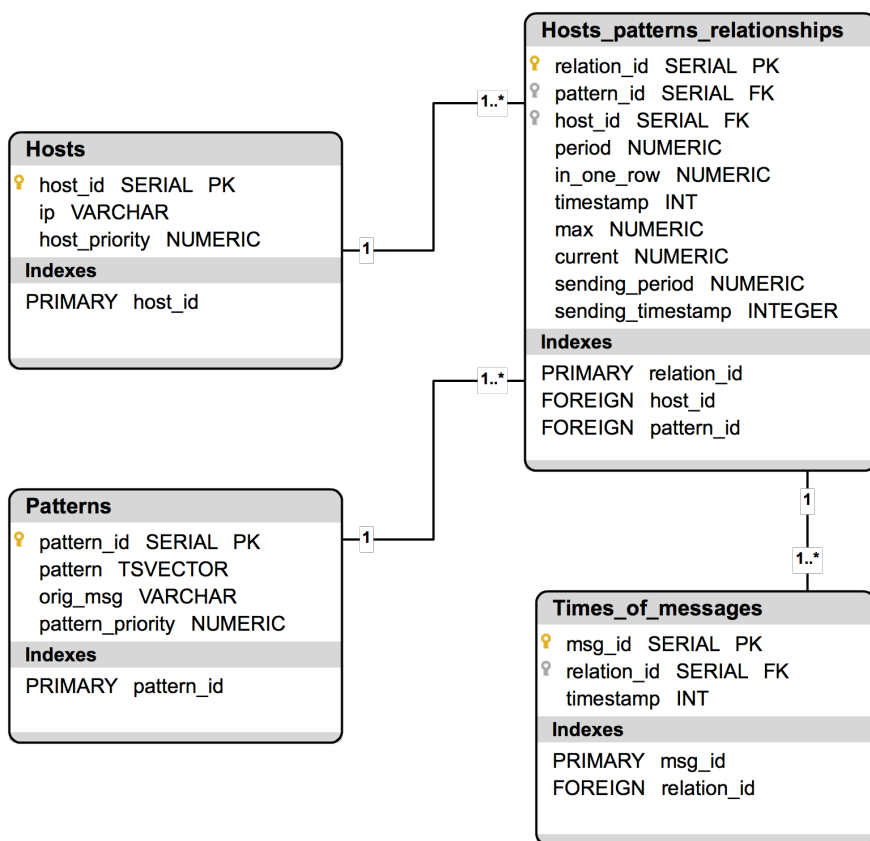 Hosts_patterns_relationships
relation_id SERIAL PK
pattern_id SERIAL FK
host_id SERIAL FK
period NUMERIC
in_one_row NUMERIC
timestamp INT
max NUMERIC
current NUMERIC
sending_period NUMERIC
sending_timestamp INTEGER
Indexes
PRIMARY relation_id
FOREIGN host_id
FOREIGN pattern_id
1..*
1
Hosts
host_id SERIAL PK
ip VARCHAR
host_priority NUMERIC
Indexes
PRIMARY host_id
1..*
1
Patterns
pattern_id SERIAL PK
pattern TSVECTOR
orig_msg VARCHAR
pattern_priority NUMERIC
Indexes
PRIMARY pattern_id
1
1..*
Times_of_messages
msg_id SERIAL PK
relation_id SERIAL FK
timestamp INT
Indexes
PRIMARY msg_id
FOREIGN relation_id